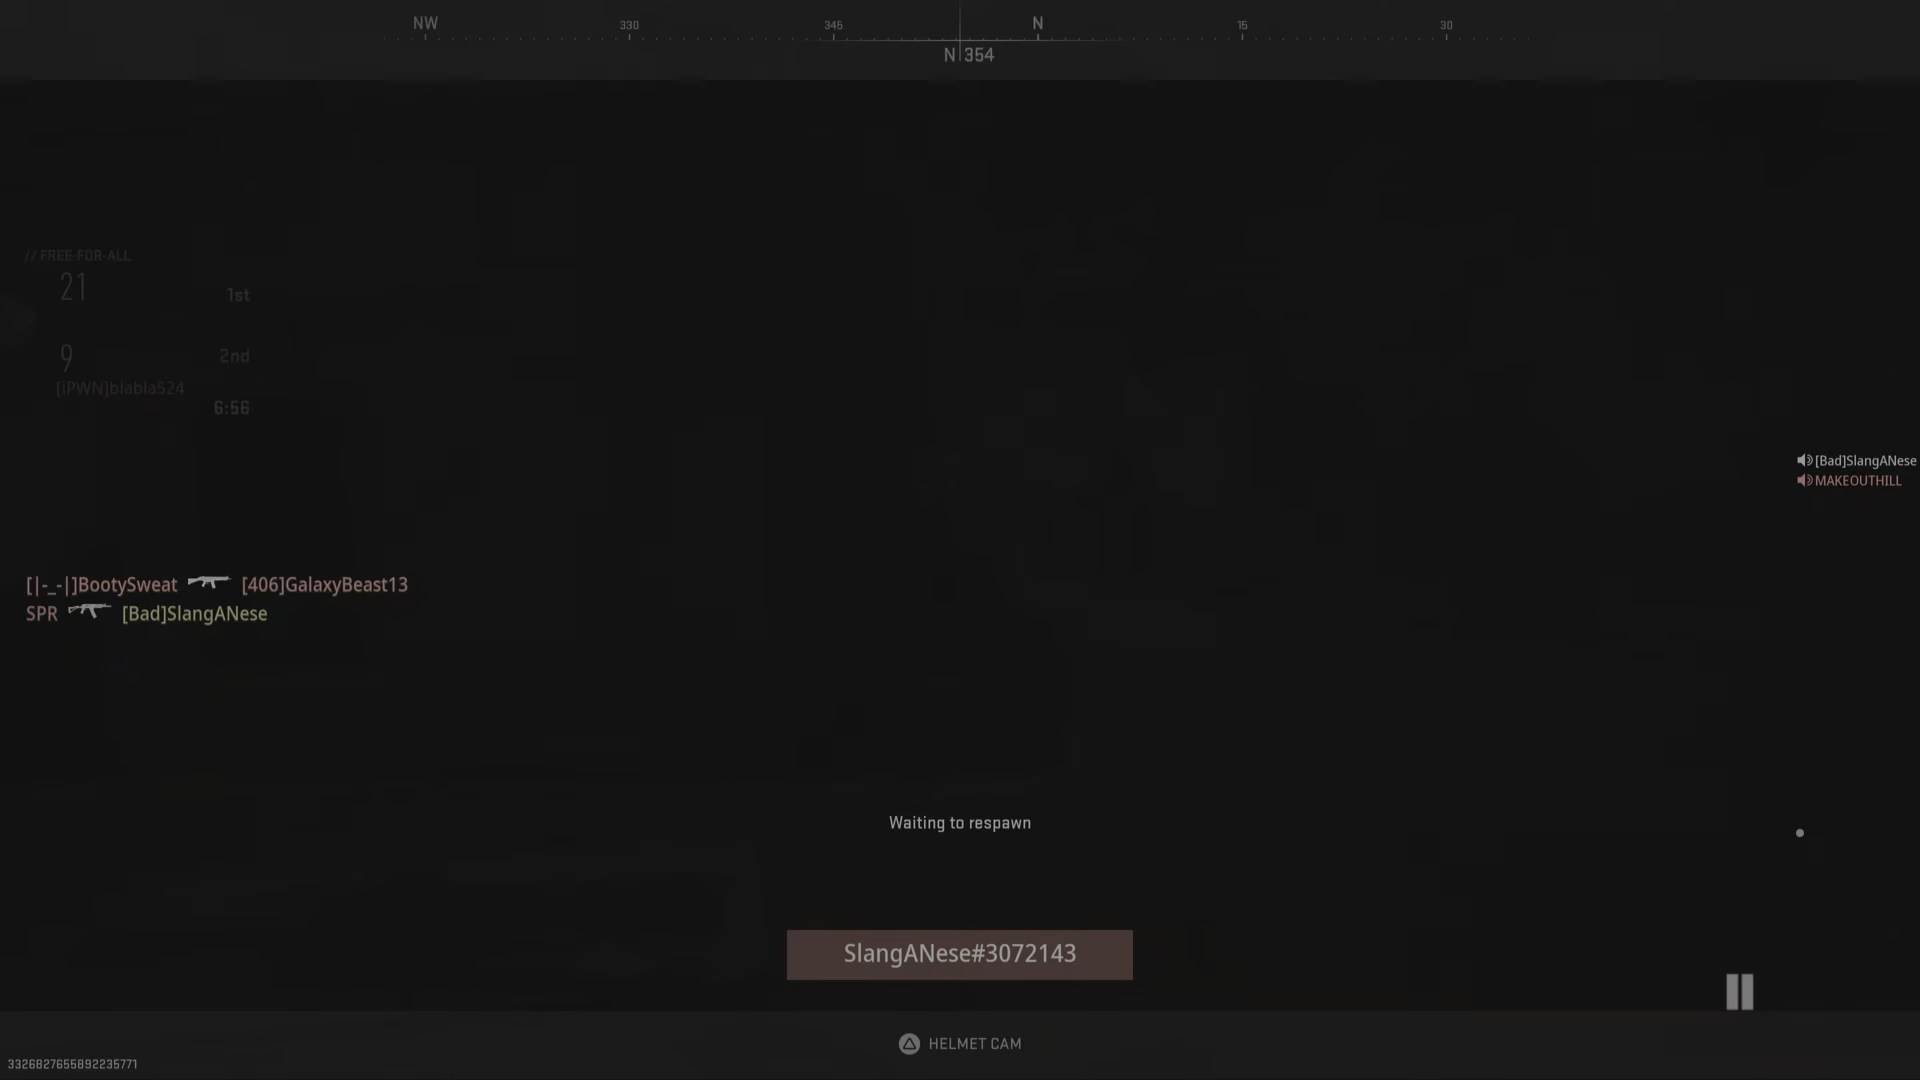 NW 330 345 N 15 30
N 354
// FREE-FOR-ALL
21 1st
9 2nd
[iPWN]blabla524
6:56
[Bad]SlangANese
MAKEOUTHILL
[|-_-|]BootySweat [406]GalaxyBeast13
SPR [Bad]SlangANese
Waiting to respawn
SlangANese#3072143
HELMET CAM
3326827655892235771